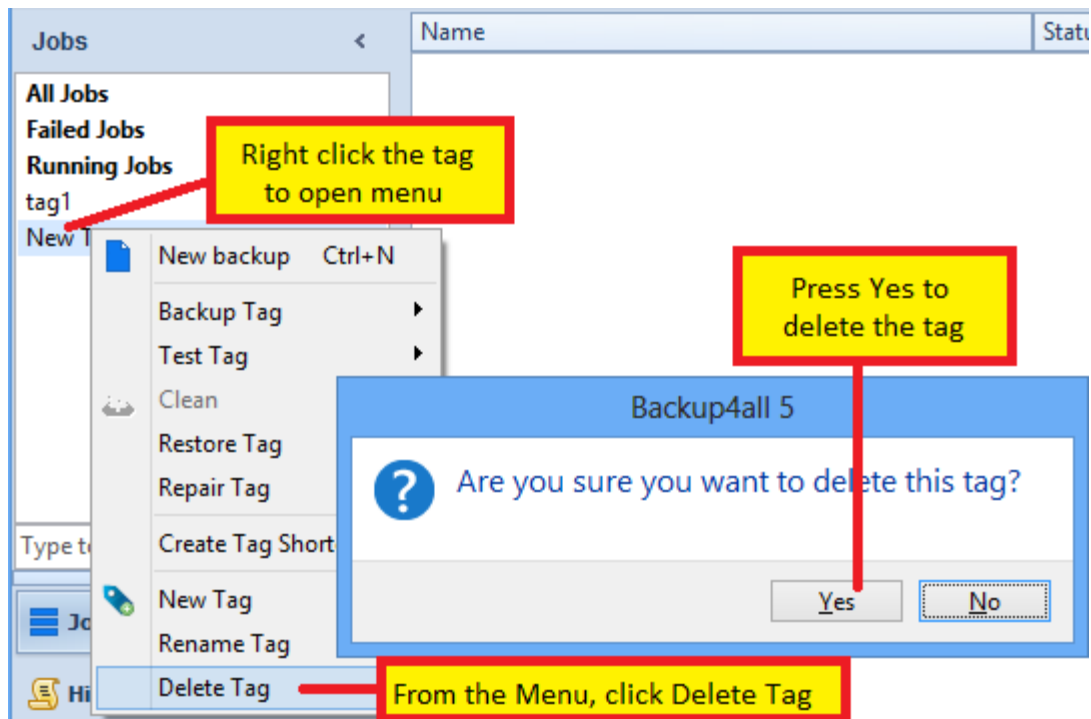 Jobs
Name
Statu
All Jobs
Failed Jobs
Running Jobs
tag1
New T
Right click the tag
to open menu
New backup Ctrl+N
Backup Tag
Test Tag
Clean
Restore Tag
Repair Tag
Create Tag Short
New Tag
Rename Tag
Delete Tag
Type to
Jo
Hi
Press Yes to
delete the tag
Backup4all 5
Are you sure you want to delete this tag?
Yes
No
From the Menu, click Delete Tag